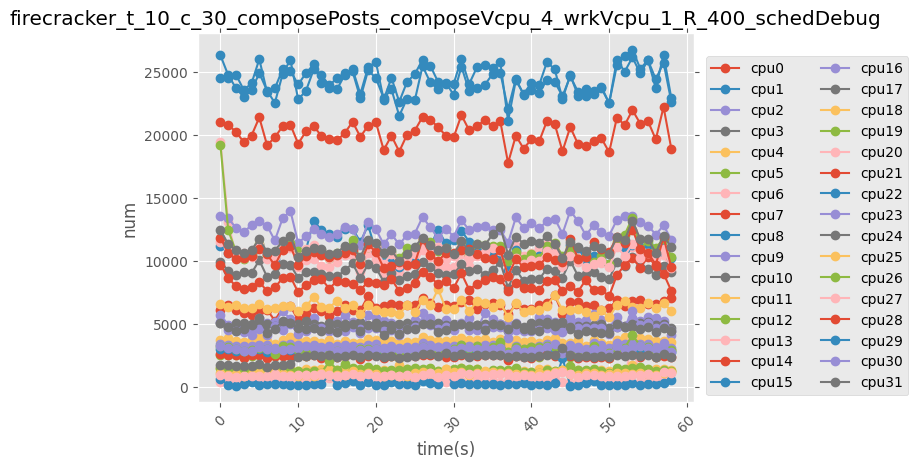 firecracker_t_10_c_30_composePosts_composeVcpu_4_wrkVcpu_1_R_400_schedDebug
25000
20000
15000
10000
5000
0
num
0 10 20 30 40 50 60
time(s)
cpu0 cpu16
cpu1 cpu17
cpu2 cpu18
cpu3 cpu19
cpu4 cpu20
cpu5 cpu21
cpu6 cpu22
cpu7 cpu23
cpu8 cpu24
cpu9 cpu25
cpu10 cpu26
cpu11 cpu27
cpu12 cpu28
cpu13 cpu29
cpu14 cpu30
cpu15 cpu31